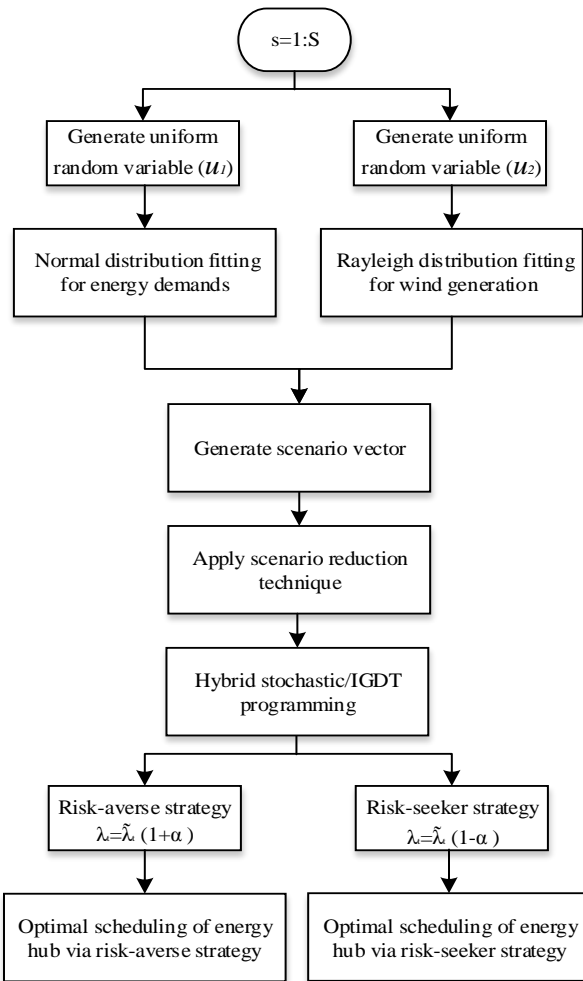 s=1:S
Generate uniform
random variable (u1)
Generate uniform
random variable (u2)
Normal distribution fitting
for energy demands
Rayleigh distribution fitting
for wind generation
Generate scenario vector
Apply scenario reduction
technique
Hybrid stochastic/IGDT
programming
Risk-averse strategy
λₜ=λ̃ₜ (1+α )
Risk-seeker strategy
λₜ=λ̃ₜ (1-α )
Optimal scheduling of energy
hub via risk-averse strategy
Optimal scheduling of energy
hub via risk-seeker strategy